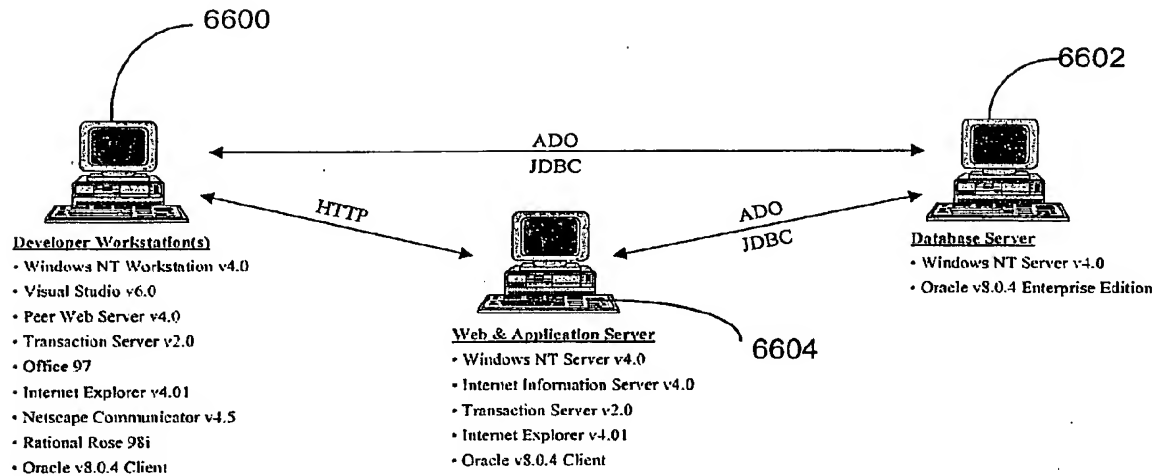 6600
6602
ADO
JDBC
HTTP
ADO
JDBC
Developer Workstation(s)
• Windows NT Workstation v4.0
• Visual Studio v6.0
• Peer Web Server v4.0
• Transaction Server v2.0
• Office 97
• Internet Explorer v4.01
• Netscape Communicator v4.5
• Rational Rose 98i
• Oracle v8.0.4 Client
Web & Application Server
• Windows NT Server v4.0
• Internet Information Server v4.0
• Transaction Server v2.0
• Internet Explorer v4.01
• Oracle v8.0.4 Client
6604
Database Server
• Windows NT Server v4.0
• Oracle v8.0.4 Enterprise Edition